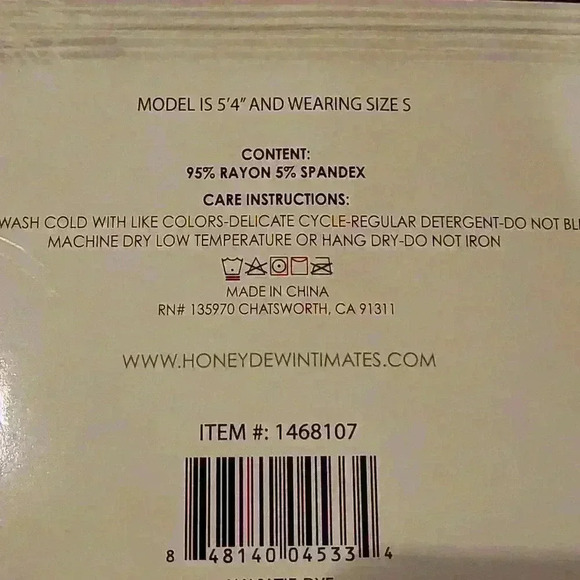 MODEL IS 5'4" AND WEARING SIZE S
CONTENT:
95% RAYON 5% SPANDEX
CARE INSTRUCTIONS:
WASH COLD WITH LIKE COLORS-DELICATE CYCLE-REGULAR DETERGENT-DO NOT BL
MACHINE DRY LOW TEMPERATURE OR HANG DRY-DO NOT IRON
MADE IN CHINA
RN# 135970 CHATSWORTH, CA 91311
WWW.HONEYDEWINTIMATES.COM
ITEM #: 1468107
8 48140 04533 4